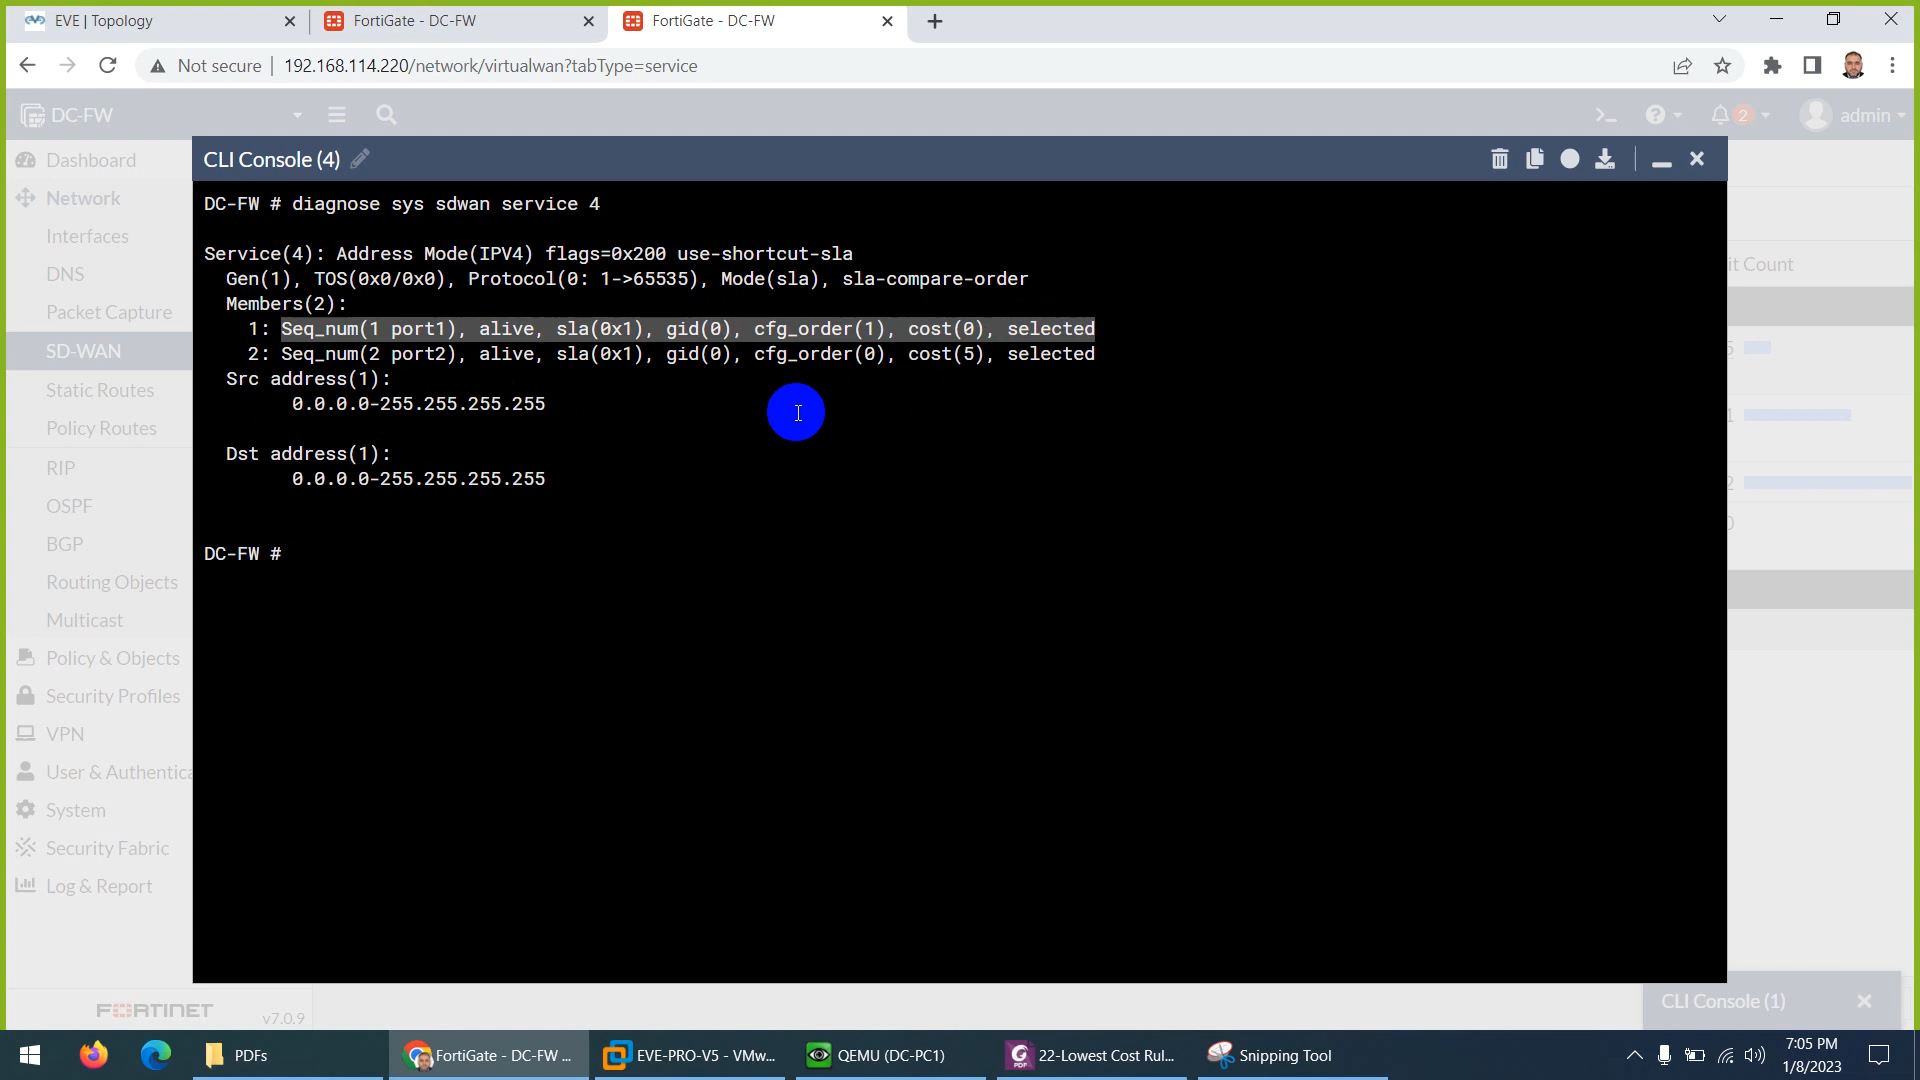 EVE | Topology
FortiGate - DC-FW
FortiGate - DC-FW
Not secure
192.168.114.220/network/virtualwan?tabType=service
DC-FW
2
admin
Dashboard
Network
Interfaces
DNS
Packet Capture
SD-WAN
Static Routes
Policy Routes
RIP
OSPF
BGP
Routing Objects
Multicast
Policy & Objects
Security Profiles
VPN
User & Authentica
System
Security Fabric
Log & Report
FORTINET
v7.0.9
CLI Console (4)
DC-FW # diagnose sys sdwan service 4
Service(4): Address Mode(IPV4) flags=0x200 use-shortcut-sla
Gen(1), TOS(0x0/0x0), Protocol(0: 1->65535), Mode(sla), sla-compare-order
Members(2):
1: Seq_num(1 port1), alive, sla(0x1), gid(0), cfg_order(1), cost(0), selected
2: Seq_num(2 port2), alive, sla(0x1), gid(0), cfg_order(0), cost(5), selected
Src address(1):
0.0.0.0-255.255.255.255
Dst address(1):
0.0.0.0-255.255.255.255
DC-FW #
it Count
CLI Console (1)
PDFs
FortiGate - DC-FW ...
EVE-PRO-V5 - VMw...
QEMU (DC-PC1)
22-Lowest Cost Rul...
Snipping Tool
7:05 PM
1/8/2023